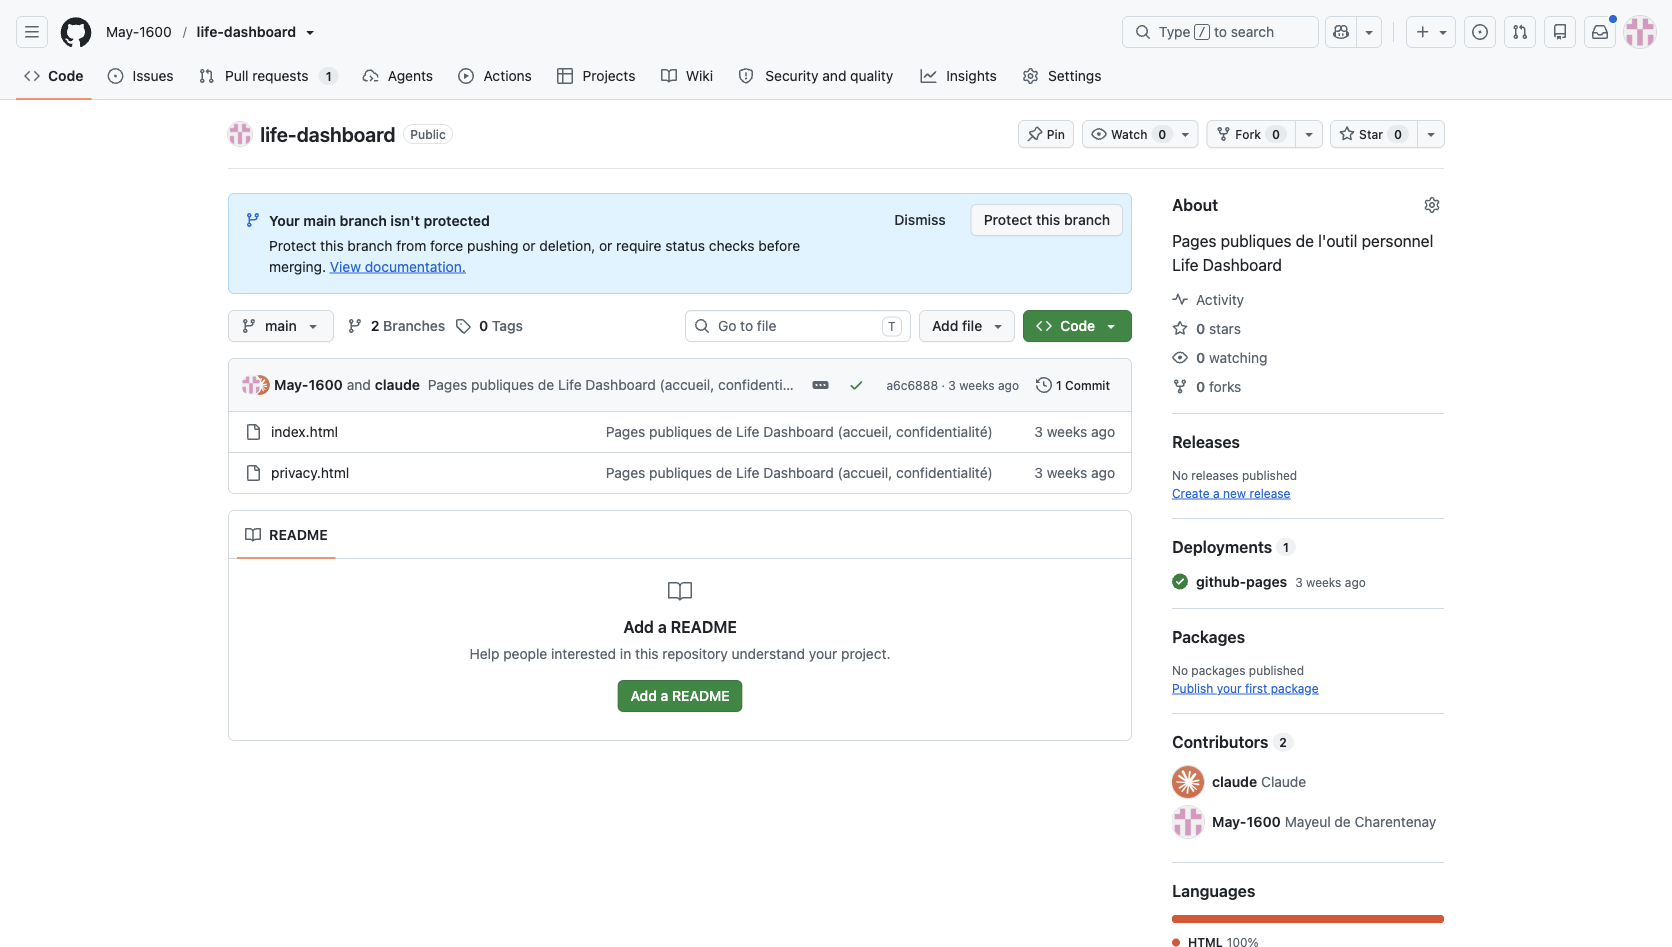 May-1600 / life-dashboard
Type / to search
Code
Issues
Pull requests 1
Agents
Actions
Projects
Wiki
Security and quality
Insights
Settings
life-dashboard Public
Pin
Watch 0
Fork 0
Star 0
Your main branch isn't protected
Protect this branch from force pushing or deletion, or require status checks before
merging. View documentation.
Dismiss
Protect this branch
main
2 Branches
0 Tags
Go to file T
Add file
Code
May-1600 and claude Pages publiques de Life Dashboard (accueil, confidenti...
a6c6888 · 3 weeks ago
1 Commit
index.html Pages publiques de Life Dashboard (accueil, confidentialité) 3 weeks ago
privacy.html Pages publiques de Life Dashboard (accueil, confidentialité) 3 weeks ago
README
Add a README
Help people interested in this repository understand your project.
Add a README
About
Pages publiques de l'outil personnel
Life Dashboard
Activity
0 stars
0 watching
0 forks
Releases
No releases published
Create a new release
Deployments 1
github-pages 3 weeks ago
Packages
No packages published
Publish your first package
Contributors 2
claude Claude
May-1600 Mayeul de Charentenay
Languages
HTML 100%